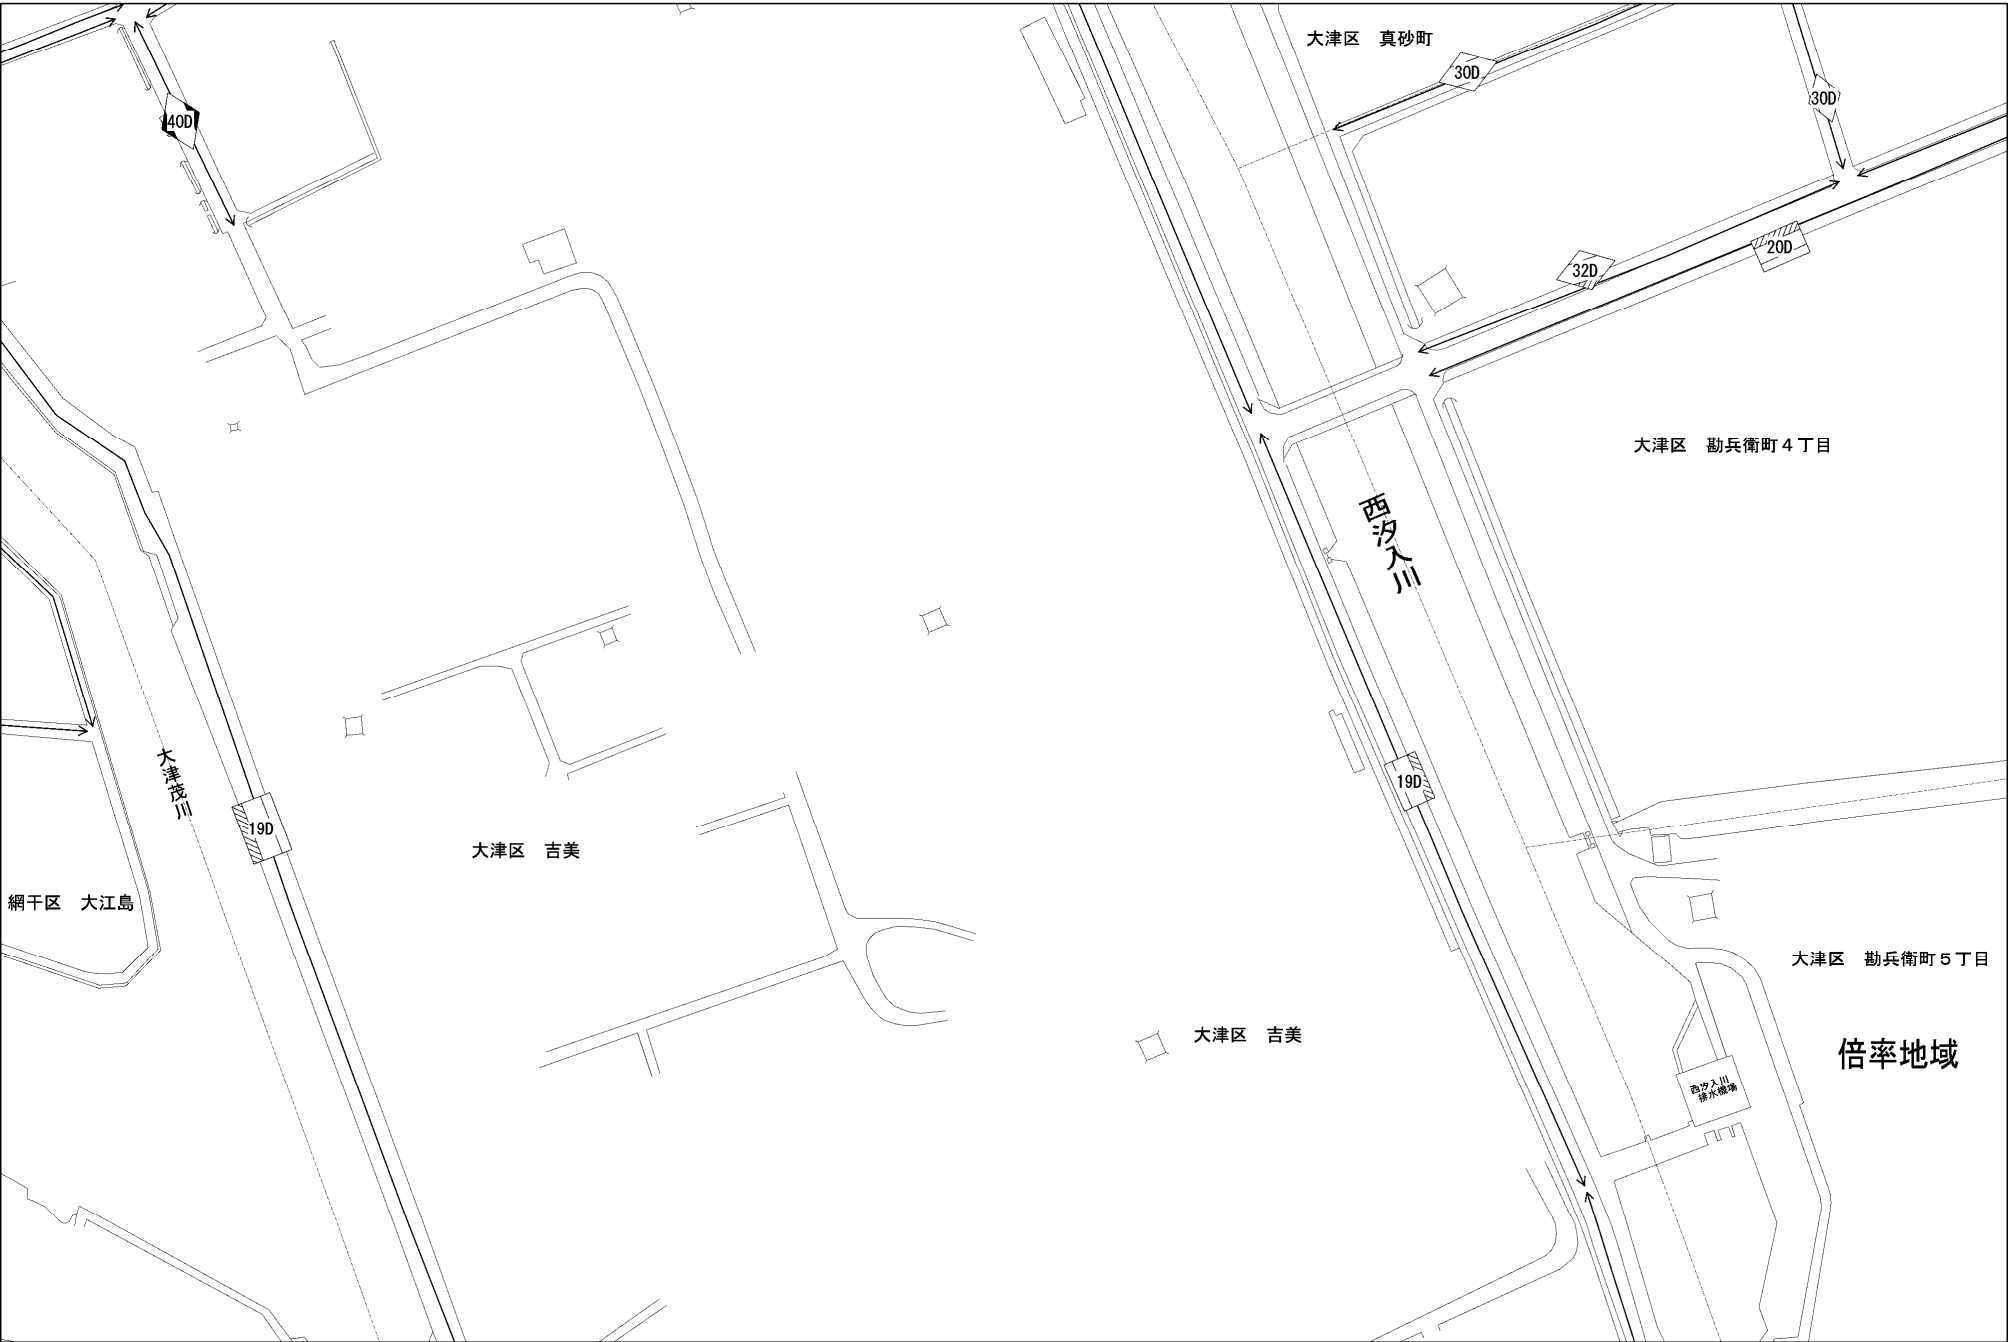 大津区　真砂町
30D
30D
40D
20D
32D
大津区　勘兵衛町４丁目
西汐入川
大津茂川
19D
19D
大津区　吉美
網干区　大江島
大津区　勘兵衛町５丁目
大津区　吉美
倍率地域
西汐入川
排水機場